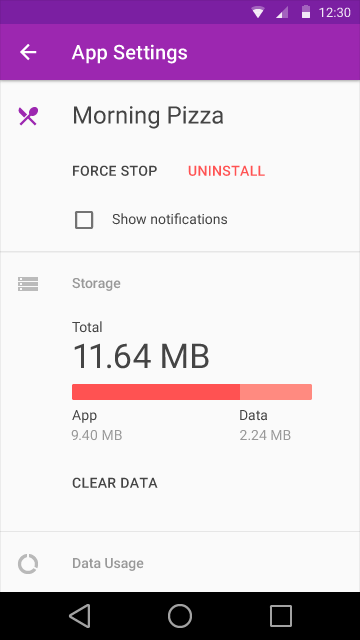 12:30
App Settings
Morning Pizza
FORCE STOP UNINSTALL
Show notifications
Storage
Total
11.64 MB
App Data
9.40 MB 2.24 MB
CLEAR DATA
Data Usage